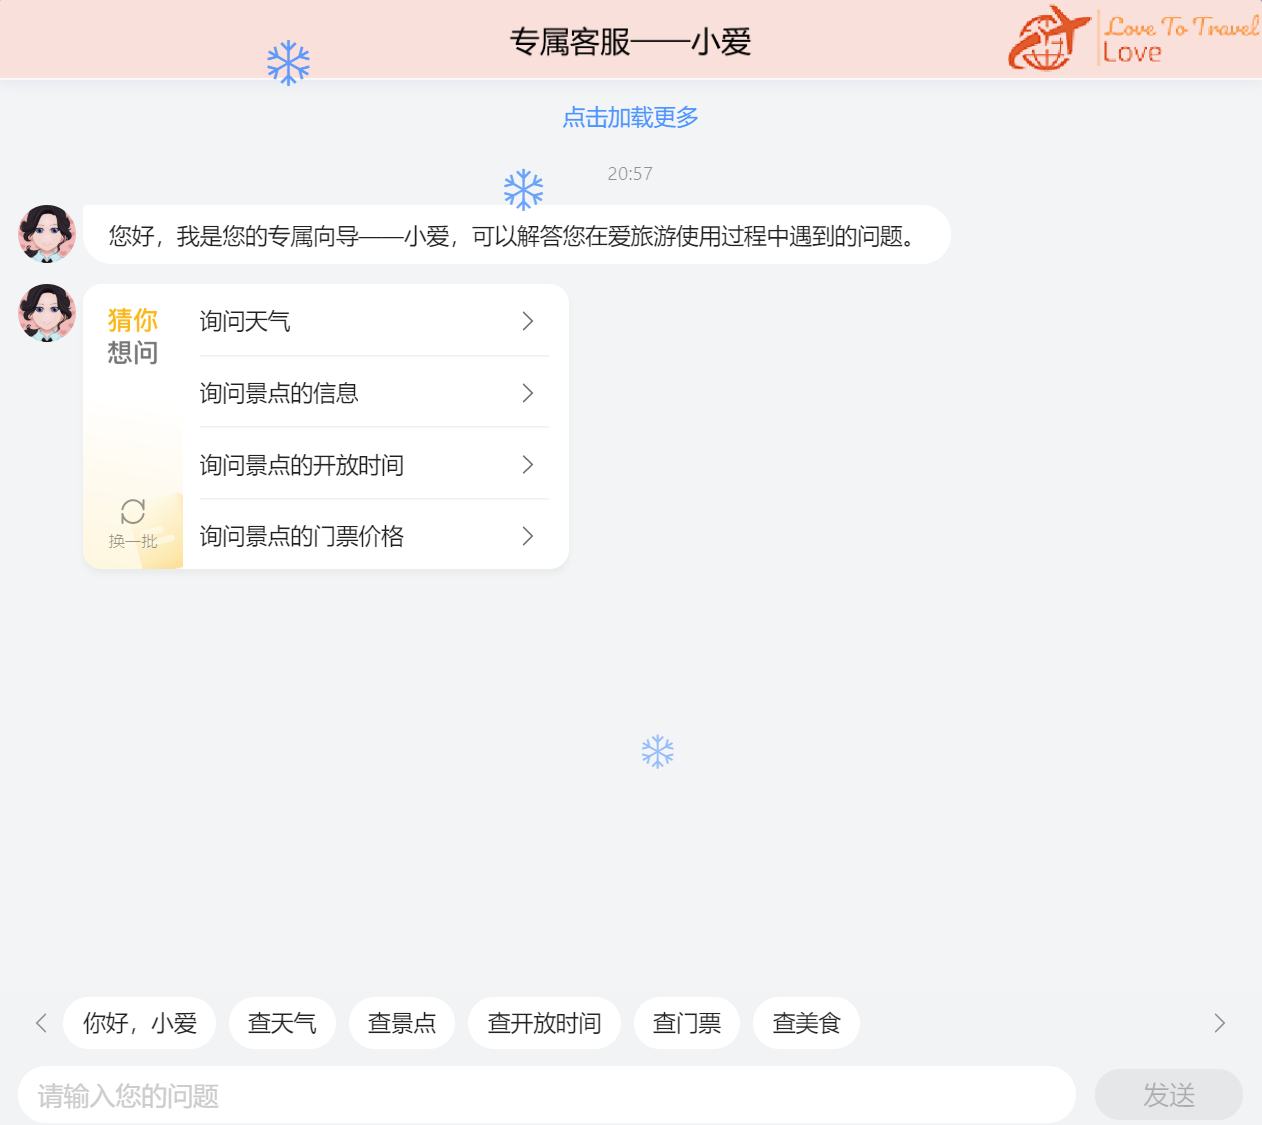 专属客服——小爱
Love To Travel
Love
点击加载更多
20:57
您好，我是您的专属向导——小爱，可以解答您在爱旅游使用过程中遇到的问题。
猜你
想问
询问天气
询问景点的信息
询问景点的开放时间
询问景点的门票价格
换一批
你好，小爱
查天气
查景点
查开放时间
查门票
查美食
请输入您的问题
发送